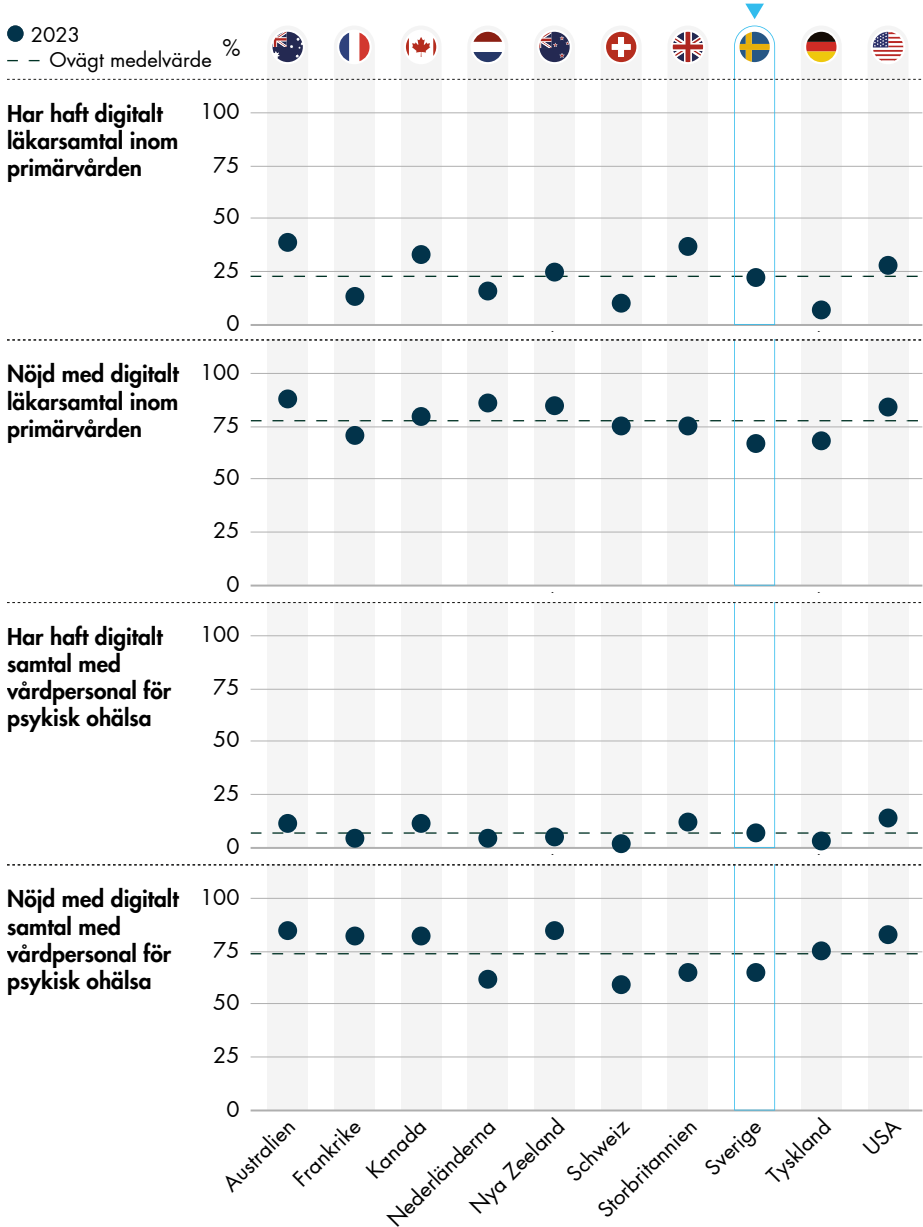 2023
Ovägt medelvärde
%
Har haft digitalt
läkarsamtal inom
primärvården
100
75
50
25
0
Nöjd med digitalt
läkarsamtal inom
primärvården
100
75
50
25
0
Har haft digitalt
samtal med
vårdpersonal för
psykisk ohälsa
100
75
50
25
0
Nöjd med digitalt
samtal med
vårdpersonal för
psykisk ohälsa
100
75
50
25
0
Australien
Frankrike
Kanada
Nederländerna
Nya Zeeland
Schweiz
Storbritannien
Sverige
Tyskland
USA